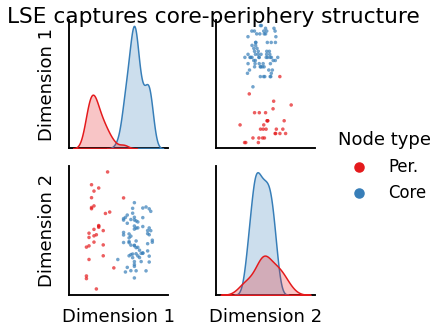 LSE captures core-periphery structure
Dimension 1
Node type
Per.
Core
Dimension 2
Dimension 1
Dimension 2